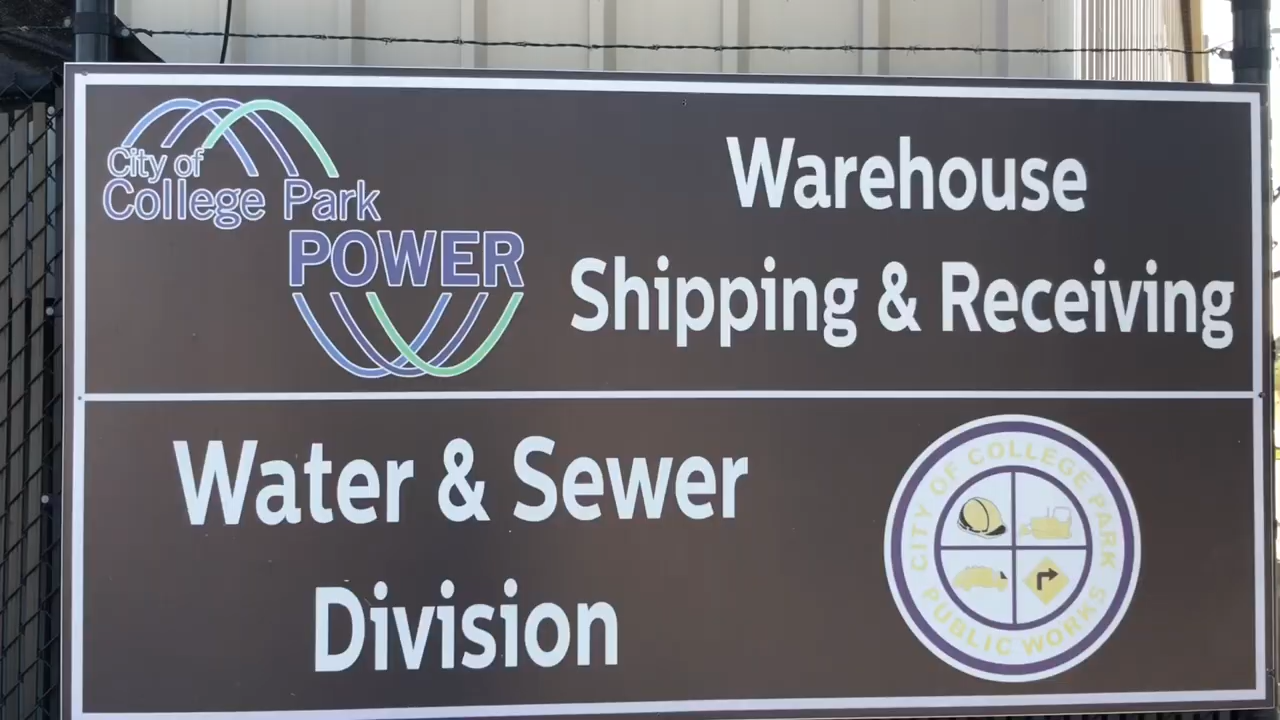 City of
College Park
POWER
Warehouse
Shipping & Receiving
Water & Sewer
Division
CITY OF COLLEGE PARK
PUBLIC WORKS